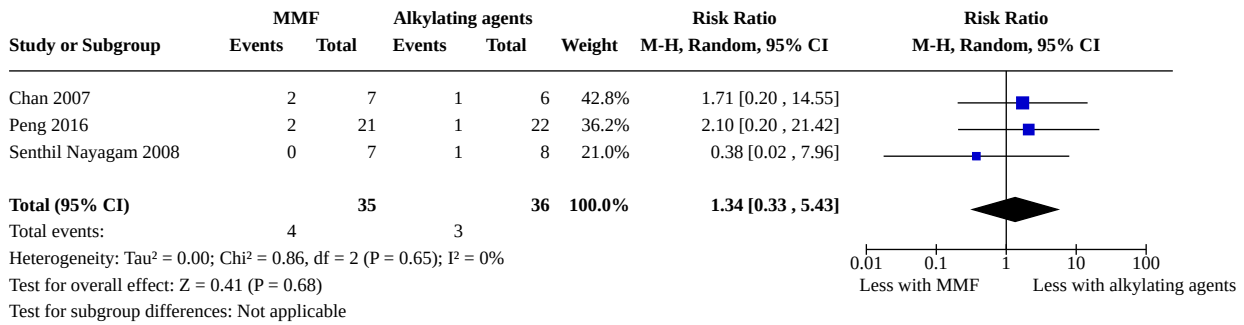 MMF Alkylating agents Risk Ratio Risk Ratio
Study or Subgroup Events Total Events Total Weight M-H, Random, 95% CI M-H, Random, 95% CI
Chan 2007 2 7 1 6 42.8% 1.71 [0.20 , 14.55]
Peng 2016 2 21 1 22 36.2% 2.10 [0.20 , 21.42]
Senthil Nayagam 2008 0 7 1 8 21.0% 0.38 [0.02 , 7.96]
Total (95% CI) 35 36 100.0% 1.34 [0.33 , 5.43]
Total events: 4 3
Heterogeneity: Tau² = 0.00; Chi² = 0.86, df = 2 (P = 0.65); I² = 0%
Test for overall effect: Z = 0.41 (P = 0.68)
Test for subgroup differences: Not applicable
0.01 0.1 1 10 100
Less with MMF Less with alkylating agents